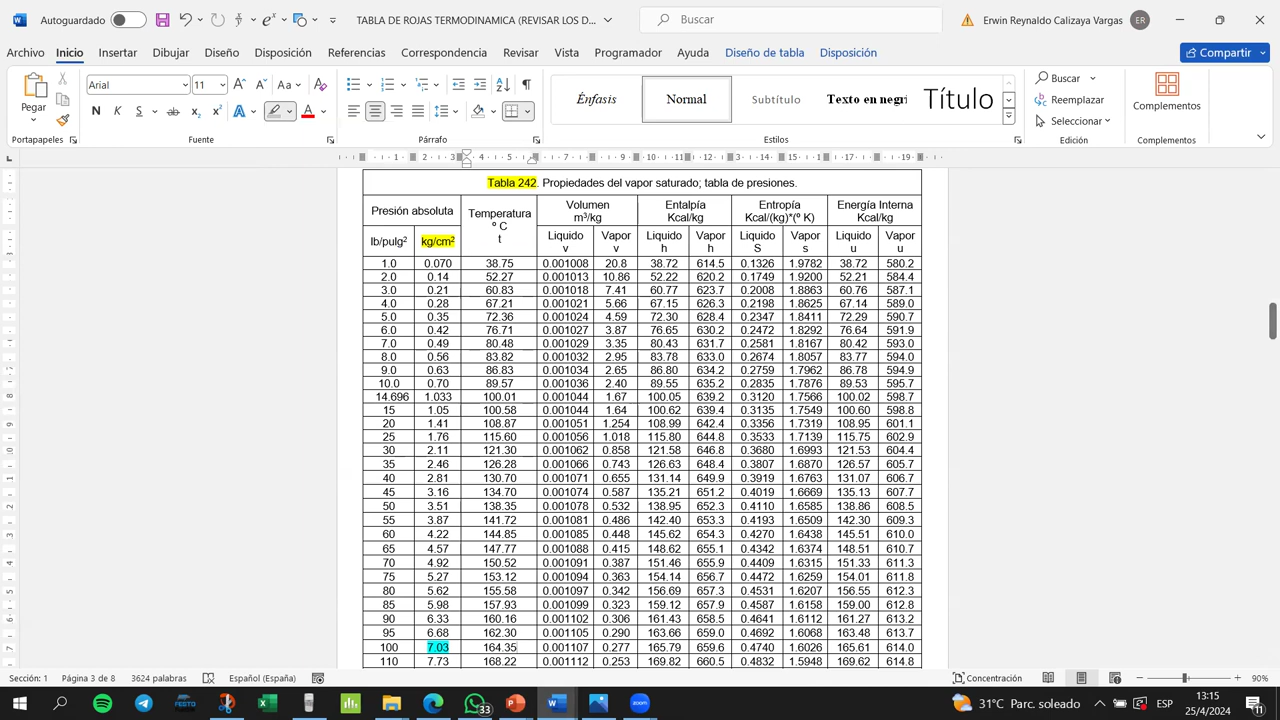 Autoguardado
TABLA DE ROJAS TERMODINAMICA (REVISAR LOS D...
Buscar
Erwin Reynaldo Calizaya Vargas
ER
Archivo Inicio Insertar Dibujar Diseño Disposición Referencias Correspondencia Revisar Vista Programador Ayuda Diseño de tabla Disposición
Compartir
Pegar
Arial 11
N K S ab x₂ x²
Aa
Énfasis
Normal
Subtítulo
Texto en negri
Título
Buscar
Reemplazar
Seleccionar
Complementos
Portapapeles Fuente Párrafo Estilos Edición Complementos
Tabla 242. Propiedades del vapor saturado; tabla de presiones.
Presión absoluta Temperatura º C t Volumen m³/kg Entalpía Kcal/kg Entropía Kcal/(kg)*(º K) Energía Interna Kcal/kg
lb/pulg² kg/cm² Liquido v Vapor v Liquido h Vapor h Liquido S Vapor s Liquido u Vapor u
1.0 0.070 38.75 0.001008 20.8 38.72 614.5 0.1326 1.9782 38.72 580.2
2.0 0.14 52.27 0.001013 10.86 52.22 620.2 0.1749 1.9200 52.21 584.4
3.0 0.21 60.83 0.001018 7.41 60.77 623.7 0.2008 1.8863 60.76 587.1
4.0 0.28 67.21 0.001021 5.66 67.15 626.3 0.2198 1.8625 67.14 589.0
5.0 0.35 72.36 0.001024 4.59 72.30 628.4 0.2347 1.8411 72.29 590.7
6.0 0.42 76.71 0.001027 3.87 76.65 630.2 0.2472 1.8292 76.64 591.9
7.0 0.49 80.48 0.001029 3.35 80.43 631.7 0.2581 1.8167 80.42 593.0
8.0 0.56 83.82 0.001032 2.95 83.78 633.0 0.2674 1.8057 83.77 594.0
9.0 0.63 86.83 0.001034 2.65 86.80 634.2 0.2759 1.7962 86.78 594.9
10.0 0.70 89.57 0.001036 2.40 89.55 635.2 0.2835 1.7876 89.53 595.7
14.696 1.033 100.01 0.001044 1.67 100.05 639.2 0.3120 1.7566 100.02 598.7
15 1.05 100.58 0.001044 1.64 100.62 639.4 0.3135 1.7549 100.60 598.8
20 1.41 108.87 0.001051 1.254 108.99 642.4 0.3356 1.7319 108.95 601.1
25 1.76 115.60 0.001056 1.018 115.80 644.8 0.3533 1.7139 115.75 602.9
30 2.11 121.30 0.001062 0.858 121.58 646.8 0.3680 1.6993 121.53 604.4
35 2.46 126.28 0.001066 0.743 126.63 648.4 0.3807 1.6870 126.57 605.7
40 2.81 130.70 0.001071 0.655 131.14 649.9 0.3919 1.6763 131.07 606.7
45 3.16 134.70 0.001074 0.587 135.21 651.2 0.4019 1.6669 135.13 607.7
50 3.51 138.35 0.001078 0.532 138.95 652.3 0.4110 1.6585 138.86 608.5
55 3.87 141.72 0.001081 0.486 142.40 653.3 0.4193 1.6509 142.30 609.3
60 4.22 144.85 0.001085 0.448 145.62 654.3 0.4270 1.6438 145.51 610.0
65 4.57 147.77 0.001088 0.415 148.62 655.1 0.4342 1.6374 148.51 610.7
70 4.92 150.52 0.001091 0.387 151.46 655.9 0.4409 1.6315 151.33 611.3
75 5.27 153.12 0.001094 0.363 154.14 656.7 0.4472 1.6259 154.01 611.8
80 5.62 155.58 0.001097 0.342 156.69 657.3 0.4531 1.6207 156.55 612.3
85 5.98 157.93 0.001099 0.323 159.12 657.9 0.4587 1.6158 159.00 612.8
90 6.33 160.16 0.001102 0.306 161.43 658.5 0.4641 1.6112 161.27 613.2
95 6.68 162.30 0.001105 0.290 163.66 659.0 0.4692 1.6068 163.48 613.7
100 7.03 164.35 0.001107 0.277 165.79 659.6 0.4740 1.6026 165.61 614.0
110 7.73 168.22 0.001112 0.253 169.82 660.5 0.4832 1.5948 169.62 614.8
Sección: 1 Página 3 de 8 3624 palabras Español (España) Concentración 90%
33
31°C Parc. soleado
ESP
13:15
25/4/2024
11